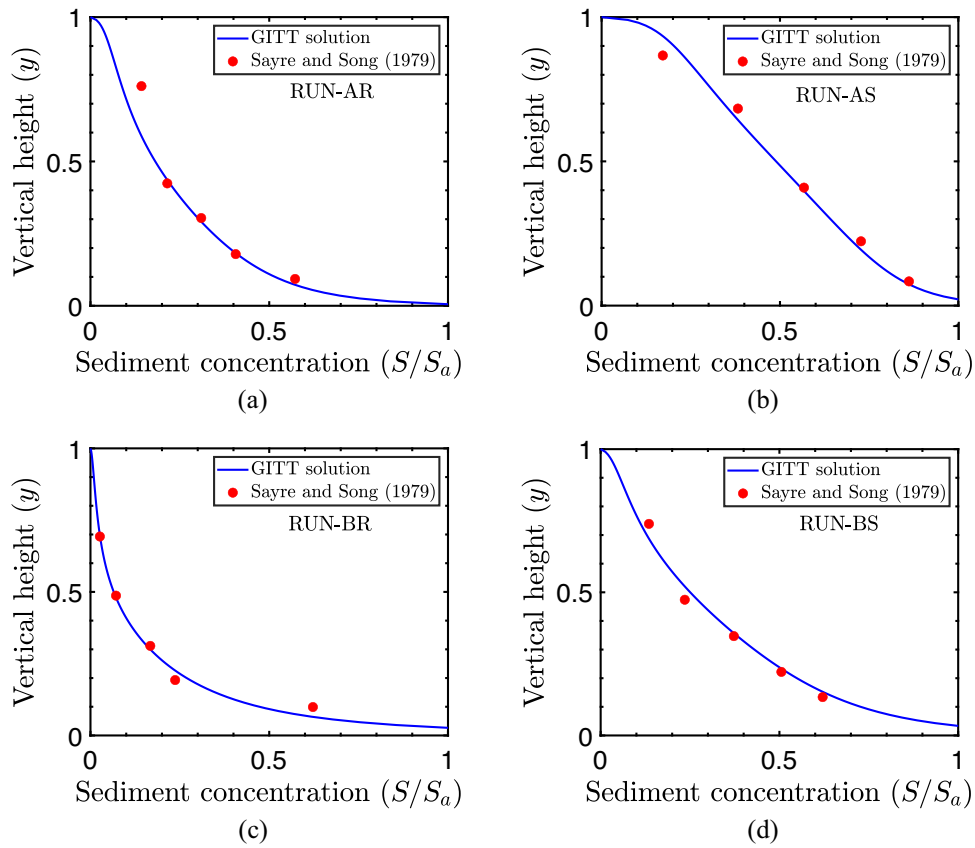 1
GITT solution
Sayre and Song (1979)
RUN-AR
Vertical height (y)
0.5
0
0
0.5
1
Sediment concentration (S/Sₐ)
(a)
1
GITT solution
Sayre and Song (1979)
RUN-AS
Vertical height (y)
0.5
0
0
0.5
1
Sediment concentration (S/Sₐ)
(b)
1
GITT solution
Sayre and Song (1979)
RUN-BR
Vertical height (y)
0.5
0
0
0.5
1
Sediment concentration (S/Sₐ)
(c)
1
GITT solution
Sayre and Song (1979)
RUN-BS
Vertical height (y)
0.5
0
0
0.5
1
Sediment concentration (S/Sₐ)
(d)